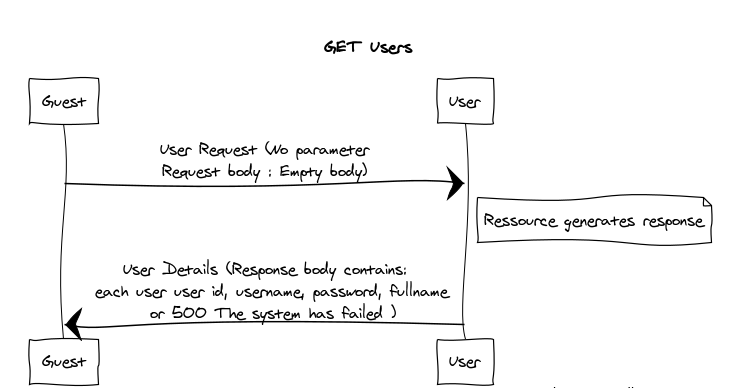 GET Users
Guest
User
User Request (No parameter
Request body : Empty body)
Ressource generates response
User Details (Response body contains:
each user user id, username, password, fullname
or 500 The system has failed )
Guest
User